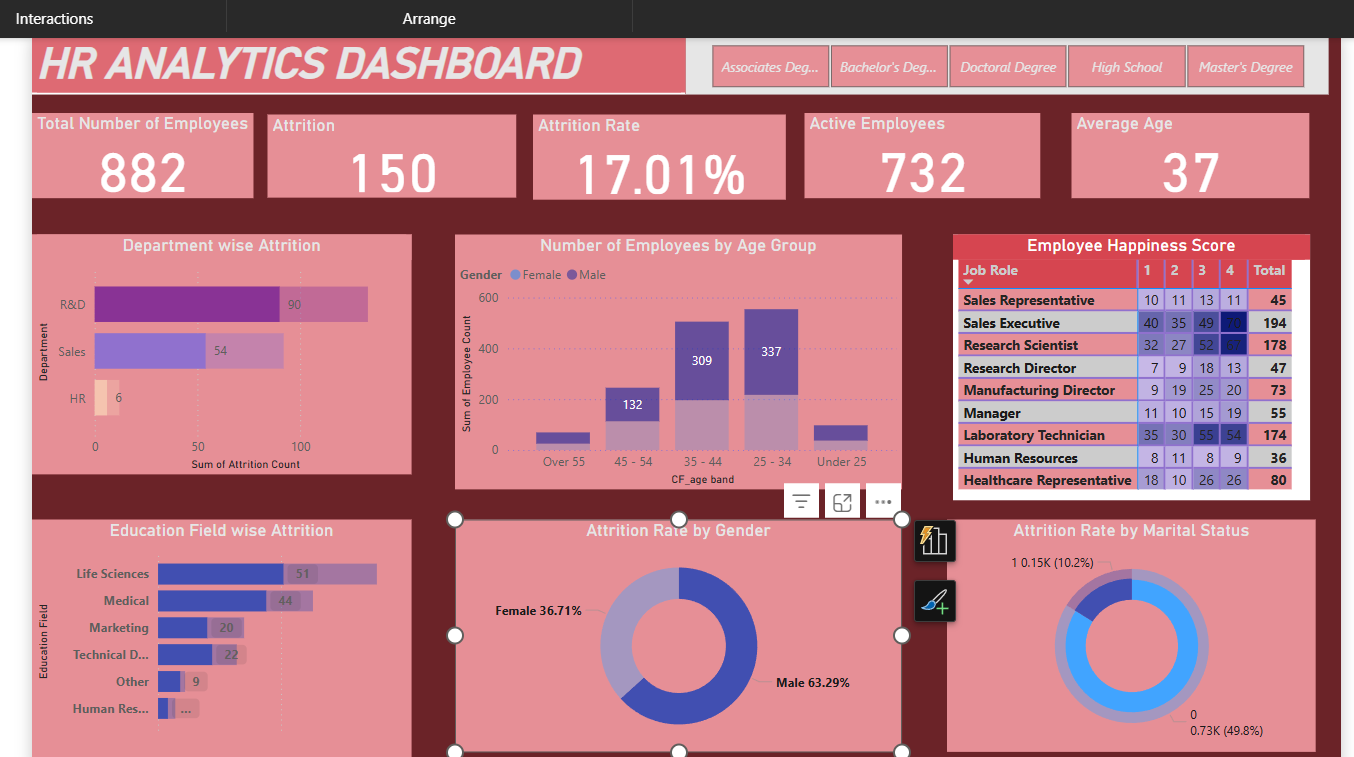 Interactions
Arrange
HR ANALYTICS DASHBOARD
Associates Deg...
Bachelor's Deg...
Doctoral Degree
High School
Master's Degree
Total Number of Employees
882
Attrition
150
Attrition Rate
17.01%
Active Employees
732
Average Age
37
Department wise Attrition
Department
R&D 90
Sales 54
HR 6
0 50 100
Sum of Attrition Count
Number of Employees by Age Group
Gender Female Male
Sum of Employee Count
600
400
200
0
132 309 337
Over 55 45 - 54 35 - 44 25 - 34 Under 25
CF_age band
Employee Happiness Score
Job Role 1 2 3 4 Total
Sales Representative 10 11 13 11 45
Sales Executive 40 35 49 194
Research Scientist 32 27 52 178
Research Director 7 9 18 13 47
Manufacturing Director 9 19 25 20 73
Manager 11 10 15 19 55
Laboratory Technician 35 30 55 54 174
Human Resources 8 11 8 9 36
Healthcare Representative 18 10 26 26 80
Education Field wise Attrition
Education Field
Life Sciences 51
Medical 44
Marketing 20
Technical D... 22
Other 9
Human Res... ...
Attrition Rate by Gender
Female 36.71%
Male 63.29%
Attrition Rate by Marital Status
1 0.15K (10.2%)
0
0.73K (49.8%)